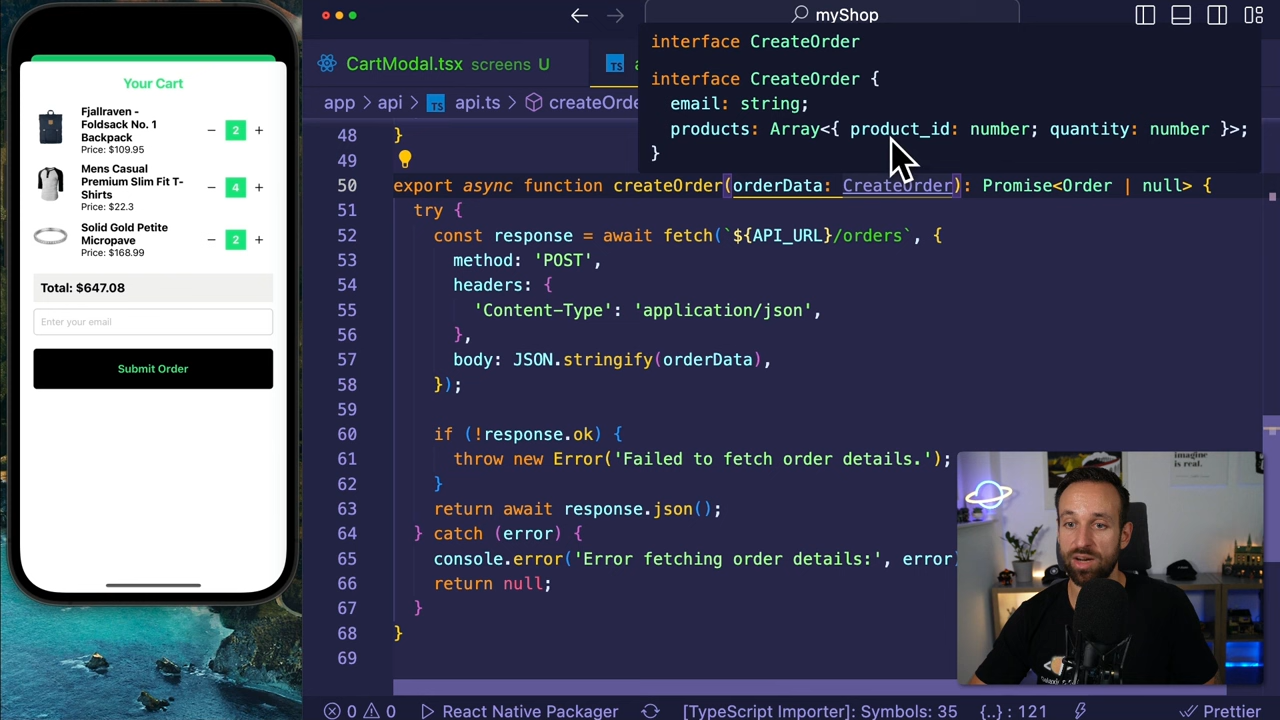 Your Cart
Fjallraven -
Foldsack No. 1
Backpack
Price: $109.95
− 2 +
Mens Casual
Premium Slim Fit T-
Shirts
Price: $22.3
− 4 +
Solid Gold Petite
Micropave
Price: $168.99
− 2 +
Total: $647.08
Enter your email
Submit Order
myShop
CartModal.tsx screens U
TS
app > api > TS api.ts > createOrde
interface CreateOrder
interface CreateOrder {
email: string;
products: Array<{ product_id: number; quantity: number }>;
}
48 }
49
50 export async function createOrder(orderData: CreateOrder): Promise<Order | null> {
51 try {
52 const response = await fetch(`${API_URL}/orders`, {
53 method: 'POST',
54 headers: {
55 'Content-Type': 'application/json',
56 },
57 body: JSON.stringify(orderData),
58 });
59
60 if (!response.ok) {
61 throw new Error('Failed to fetch order details.');
62 }
63 return await response.json();
64 } catch (error) {
65 console.error('Error fetching order details:', error)
66 return null;
67 }
68 }
69
imagine
is real.
0 0 React Native Packager [TypeScript Importer]: Symbols: 35 {..} : 121 Prettier